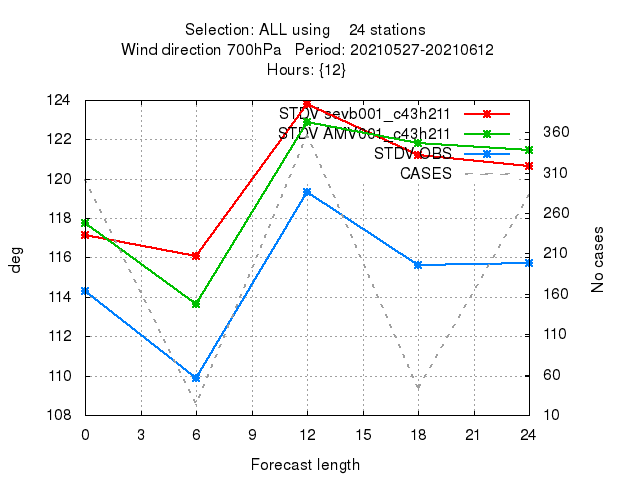 Selection: ALL using    24 stations
Wind direction 700hPa   Period: 20210527-20210612
Hours: {12}
STDV sevb001_c43h211
STDV AMV001_c43h211
STDV OBS
CASES
124
122
120
118
116
114
112
110
108
deg
360
310
260
210
160
110
60
10
No cases
0 3 6 9 12 15 18 21 24
Forecast length